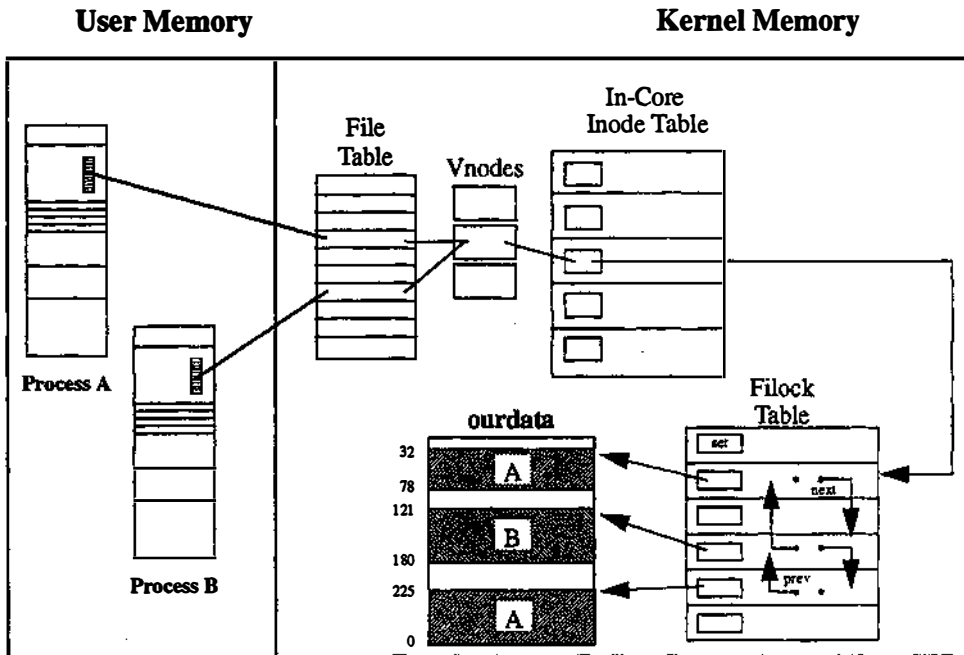 User Memory
Kernel Memory
In-Core
Inode Table
File
Table
Vnodes
Process A
Process B
Filock
Table
ourdata
set
next
prev
32
A
78
121
B
180
225
A
0